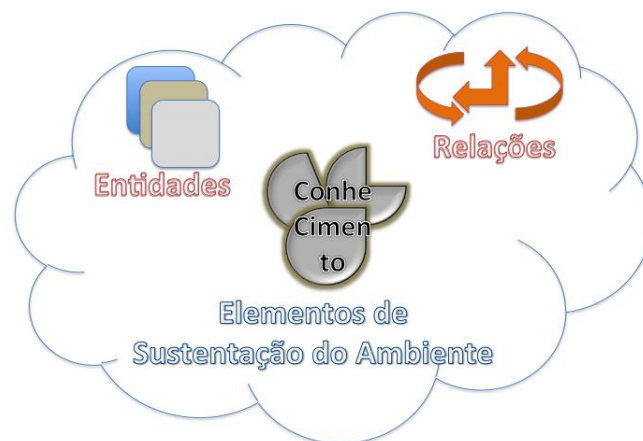 Entidades
Relações
Conhe
Cimen
to
Elementos de
Sustentação do Ambiente